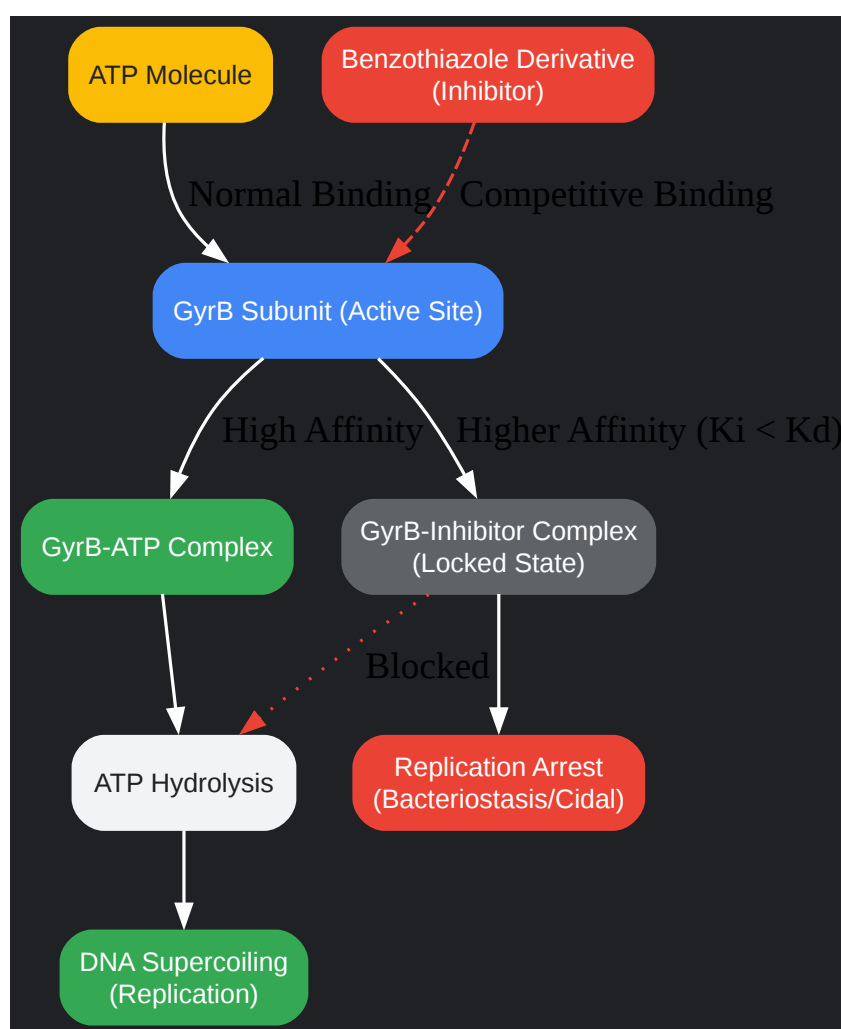 ATP Molecule
Benzothiazole Derivative
(Inhibitor)
Normal Binding
Competitive Binding
GyrB Subunit (Active Site)
High Affinity
Higher Affinity (Ki < Kd)
GyrB-ATP Complex
GyrB-Inhibitor Complex
(Locked State)
Blocked
ATP Hydrolysis
Replication Arrest
(Bacteriostasis/Cidal)
DNA Supercoiling
(Replication)